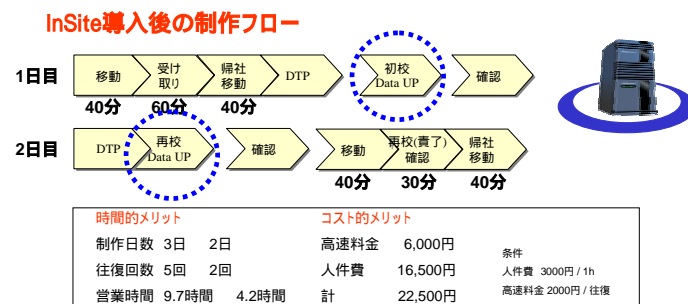 InSite導入後の制作フロー
1日目 移動 受け取り 帰社移動 DTP 初校 Data UP 確認
40分 60分 40分
2日目 DTP 再校 Data UP 確認 移動 再校(責了)確認 帰社移動
40分 30分 40分
時間的メリット コスト的メリット
制作日数 3日 2日 高速料金 6,000円
条件
往復回数 5回 2回 人件費 16,500円 人件費 3000円 / 1h
営業時間 9.7時間 4.2時間 計 22,500円 高速料金 2000円 / 往復